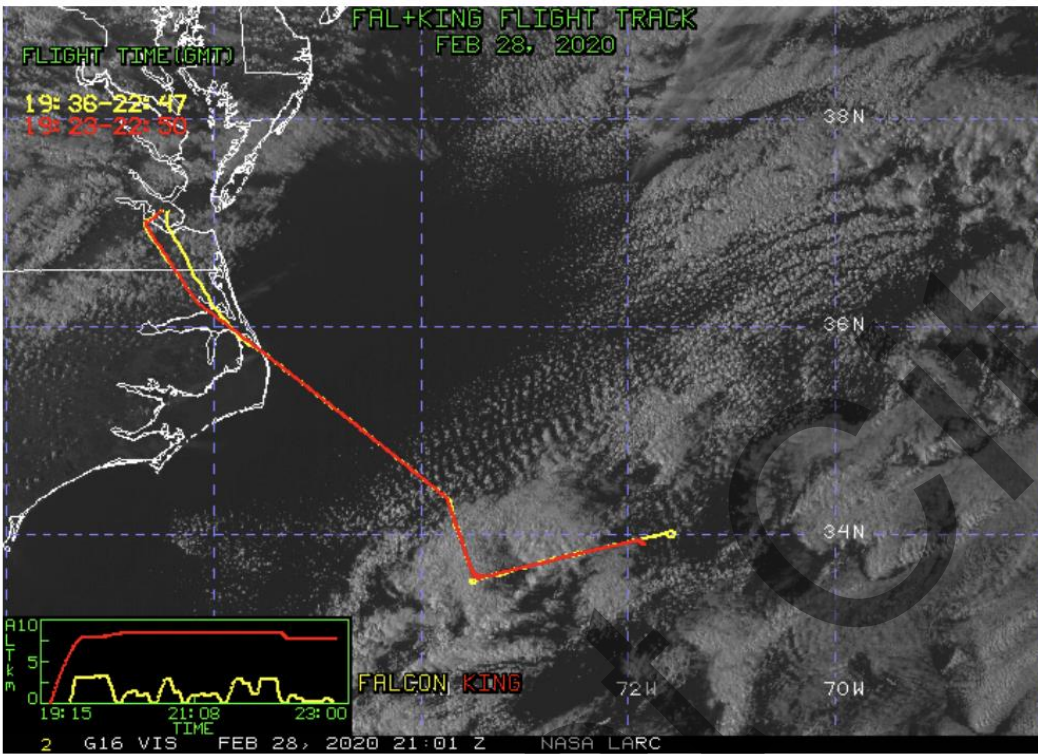 FAL+KING FLIGHT TRACK
FEB 28, 2020
FLIGHT TIME(GMT)
19:36-22:47
19:23-22:50
38N
36N
34N
72W
70W
ALT km
10
5
0
19:15 21:08 23:00
TIME
FALCON KING
2 G16 VIS FEB 28, 2020 21:01 Z NASA LARC